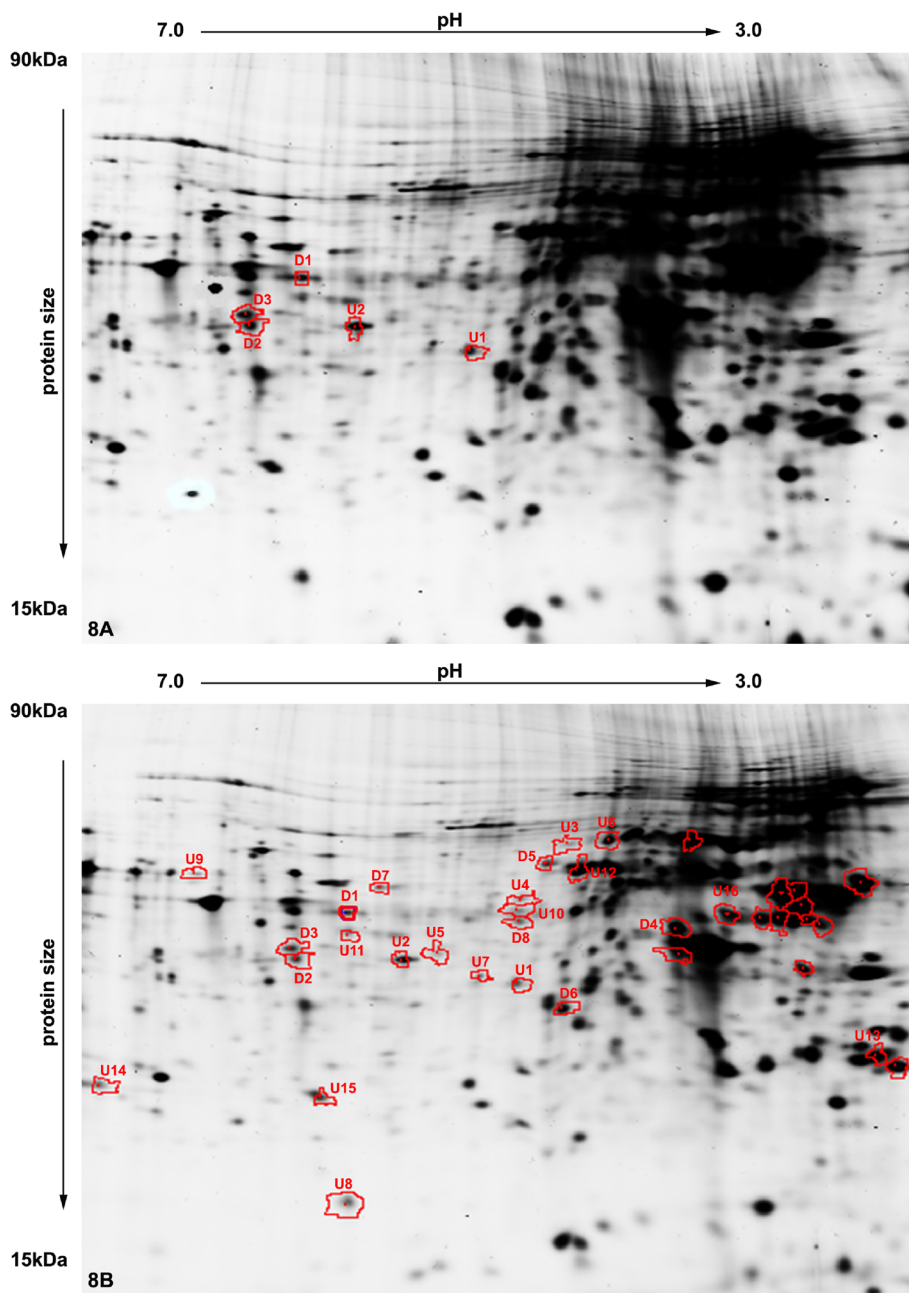 pH
7.0 3.0
90kDa
D1
D3
U2
D2
U1
protein size
15kDa
8A
pH
7.0 3.0
90kDa
U3 U6
D5
U9 U12
D7
U4
D1 U16
U10
D8 D4
U11
D3 U5
U2
D2
U7 U1
D6
U13
U14
U15
U8
protein size
15kDa
8B